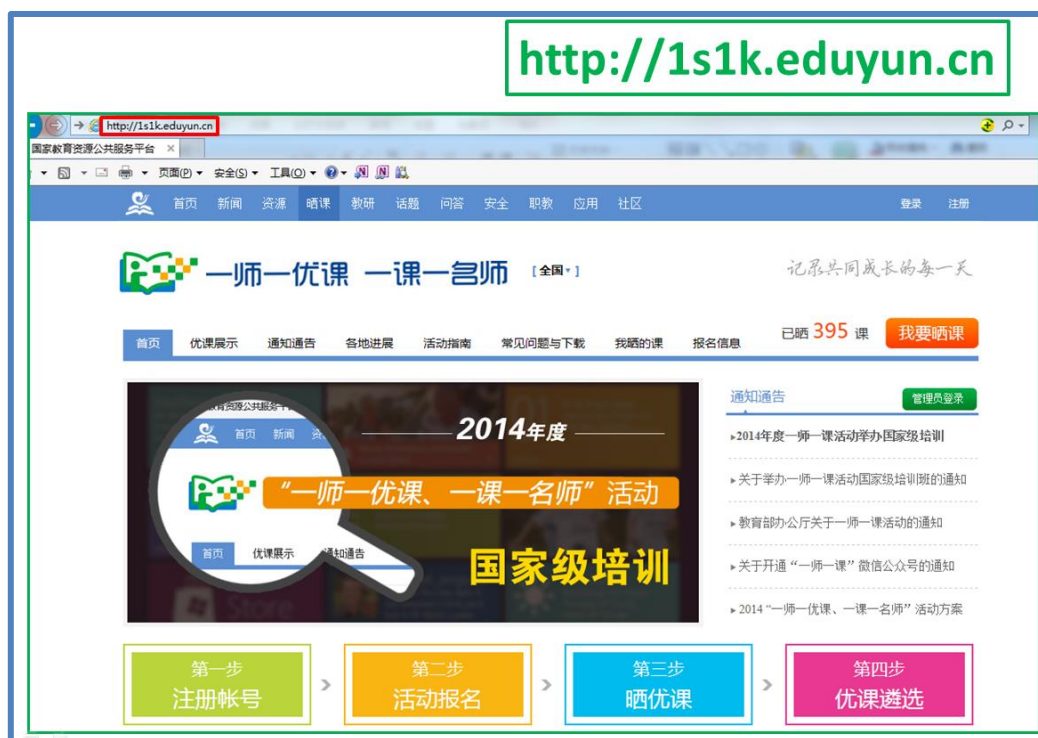 http://1s1k.eduyun.cn
http://1s1k.eduyun.cn
国家教育资源公共服务平台 ×
页面(P) 安全(S) 工具(O)
首页 新闻 资源 晒课 教研 话题 问答 安全 职教 应用 社区 登录 注册
一师一优课 一课一名师 [全国]
记录共同成长的每一天
首页 优课展示 通知通告 各地进展 活动指南 常见问题与下载 我晒的课 报名信息 已晒 395 课 我要晒课
通知通告 管理员登录
2014年度
首页 新闻
“一师一优课、一课一名师”活动
首页 优课展示 通知通告
国家级培训
2014年度一师一课活动举办国家级培训
关于举办一师一课活动国家级培训班的通知
教育部办公厅关于一师一课活动的通知
关于开通“一师一课”微信公众号的通知
2014“一师一优课、一课一名师”活动方案
Store
第一步 第二步 第三步 第四步
注册帐号 活动报名 晒优课 优课遴选